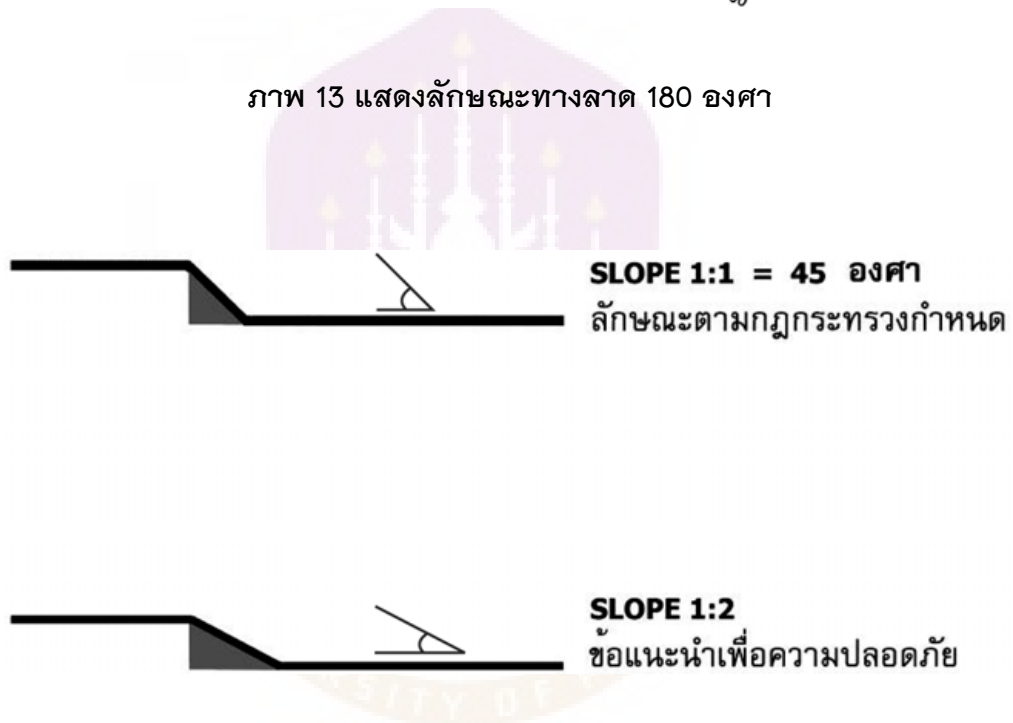 ภาพ 13 แสดงลักษณะทางลาด 180 องศา
SLOPE 1:1 = 45 องศา
ลักษณะตามกฎกระทรวงกำหนด
SLOPE 1:2
ข้อแนะนำเพื่อความปลอดภัย